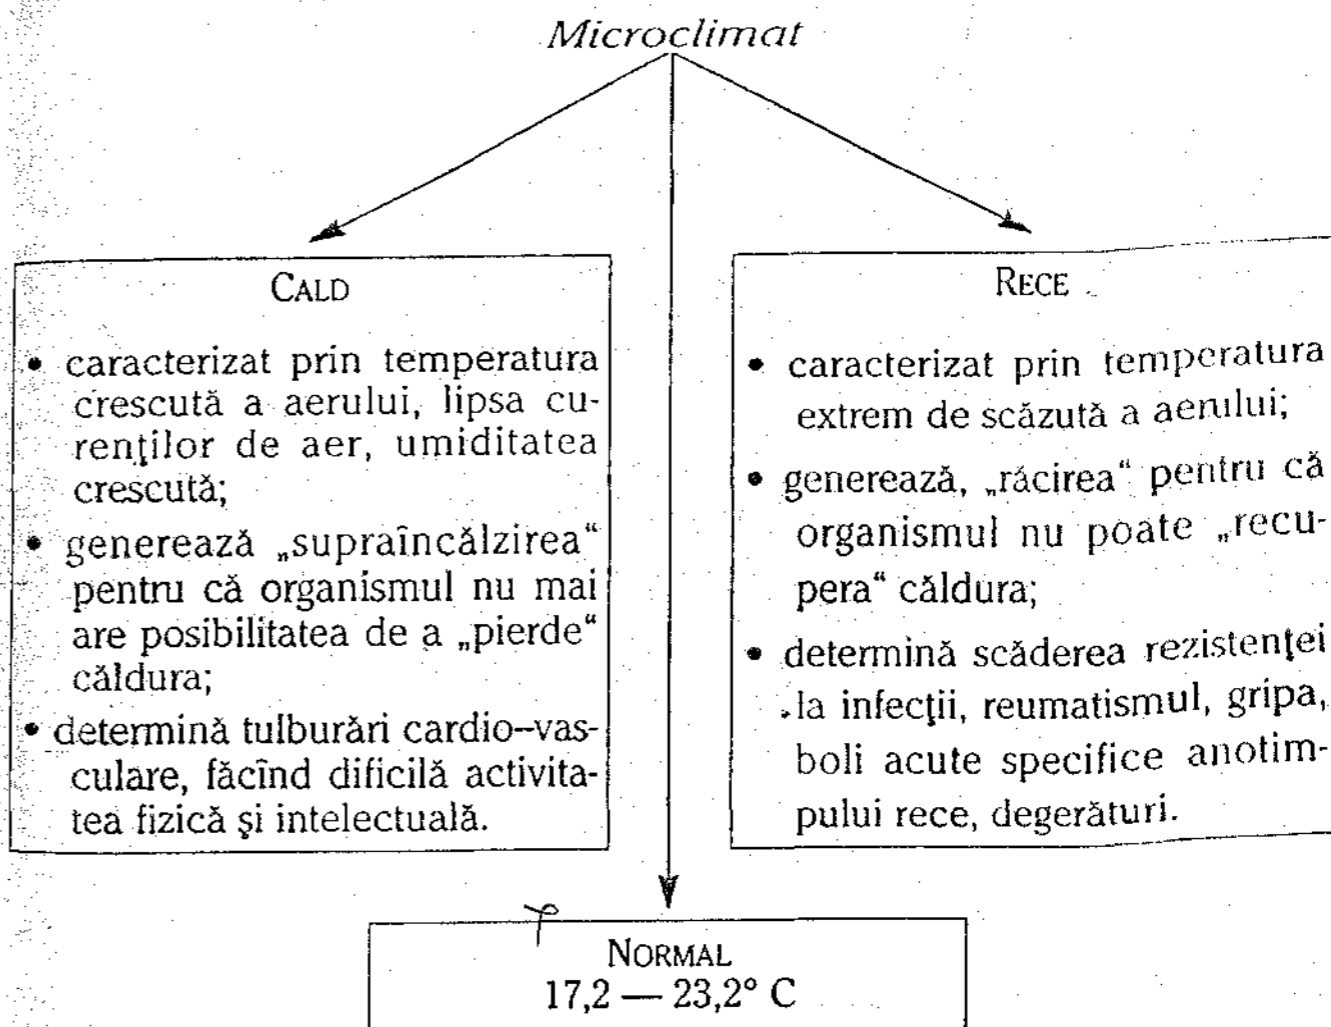 Microclimat
CALD
• caracterizat prin temperatura
crescută a aerului, lipsa cu-
renţilor de aer, umiditatea
crescută;
• generează „supraîncălzirea“
pentru că organismul nu mai
are posibilitatea de a „pierde“
căldura;
• determină tulburări cardio–vas-
culare, făcînd dificilă activita-
tea fizică şi intelectuală.
RECE
• caracterizat prin temperatura
extrem de scăzută a aerului;
• generează, „răcirea“ pentru că
organismul nu poate „recu-
pera“ căldura;
• determină scăderea rezistenţei
la infecţii, reumatismul, gripa,
boli acute specifice anotim-
pului rece, degerături.
NORMAL
17,2 — 23,2° C